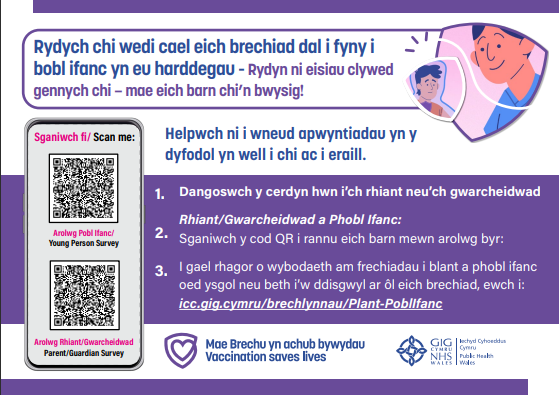 Rydych chi wedi cael eich brechiad dal i fyny i
bobl ifanc yn eu harddegau - Rydyn ni eisiau clywed
gennych chi – mae eich barn chi'n bwysig!
Sganiwch fi/ Scan me:
Arolwg Pobl Ifanc/
Young Person Survey
Arolwg Rhiant/Gwarcheidwad
Parent/Guardian Survey
Helpwch ni i wneud apwyntiadau yn y
dyfodol yn well i chi ac i eraill.
1. Dangoswch y cerdyn hwn i'ch rhiant neu'ch gwarcheidwad
Rhiant/Gwarcheidwad a Phobl Ifanc:
2. Sganiwch y cod QR i rannu eich barn mewn arolwg byr:
3. I gael rhagor o wybodaeth am frechiadau i blant a phobl ifanc
oed ysgol neu beth i'w ddisgwyl ar ôl eich brechiad, ewch i:
icc.gig.cymru/brechlynnau/Plant-PoblIfanc
Mae Brechu yn achub bywydau
Vaccination saves lives
GIG
CYMRU
NHS
WALES
Iechyd Cyhoeddus
Cymru
Public Health
Wales